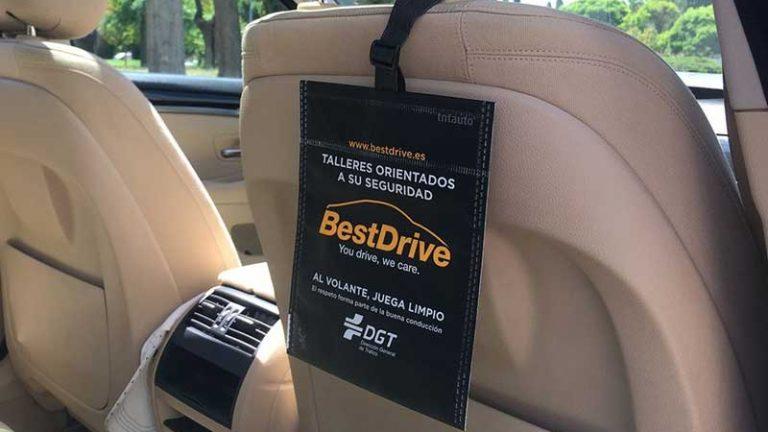 infauto
www.bestdrive.es
TALLERES ORIENTADOS
A SU SEGURIDAD
BestDrive
You drive, we care.
AL VOLANTE, JUEGA LIMPIO
El respeto forma parte de la buena conducción
DGT
Dirección General
de Tráfico